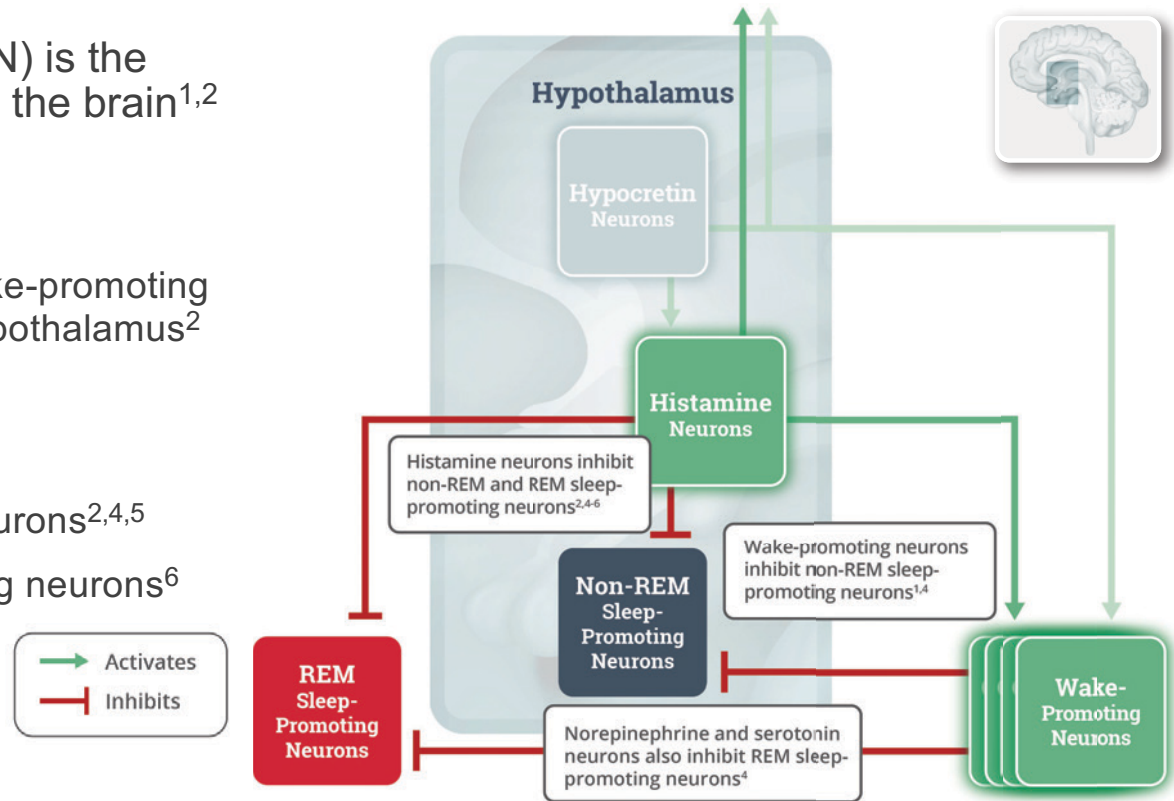 N) is the
the brain1,2
ke-promoting
pothalamus2
urons2,4,5
g neurons6
Activates
Inhibits
Hypothalamus
Hypocretin
Neurons
Histamine
Neurons
Histamine neurons inhibit
non-REM and REM sleep-
promoting neurons2,4-6
Wake-promoting neurons
inhibit non-REM sleep-
promoting neurons1,4
Non-REM
Sleep-
Promoting
Neurons
REM
Sleep-
Promoting
Neurons
Norepinephrine and serotonin
neurons also inhibit REM sleep-
promoting neurons4
Wake-
Promoting
Neurons